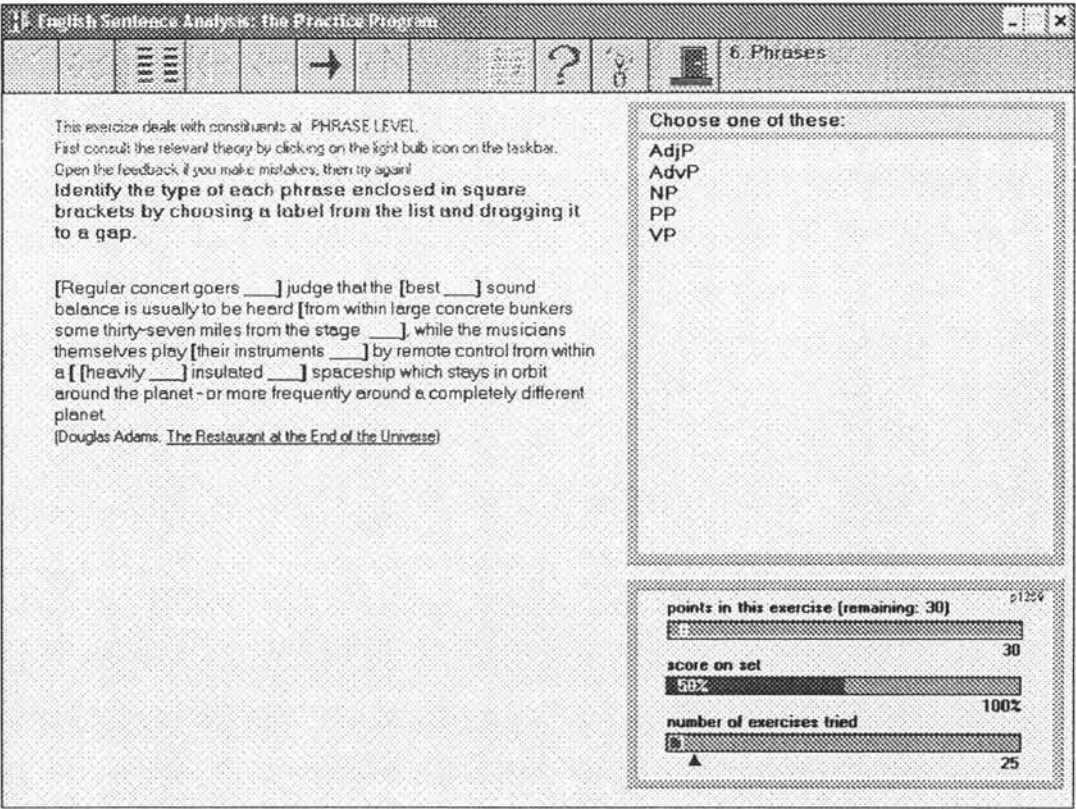 English Sentence Analysis: the Practice Program
6. Phrases
This exercise deals with constituents at PHRASE LEVEL.
First consult the relevant theory by clicking on the light bulb icon on the taskbar.
Open the feedback if you make mistakes, then try again!
Identify the type of each phrase enclosed in square
brackets by choosing a label from the list and dragging it
to a gap.
[Regular concert goers ___] judge that the [best ___] sound
balance is usually to be heard [from within large concrete bunkers
some thirty-seven miles from the stage ___], while the musicians
themselves play [their instruments ___] by remote control from within
a [ [heavily ___] insulated ___] spaceship which stays in orbit
around the planet - or more frequently around a completely different
planet.
(Douglas Adams, The Restaurant at the End of the Universe)
Choose one of these:
AdjP
AdvP
NP
PP
VP
p1259
points in this exercise (remaining: 30)
30
score on set
50%
100%
number of exercises tried
25